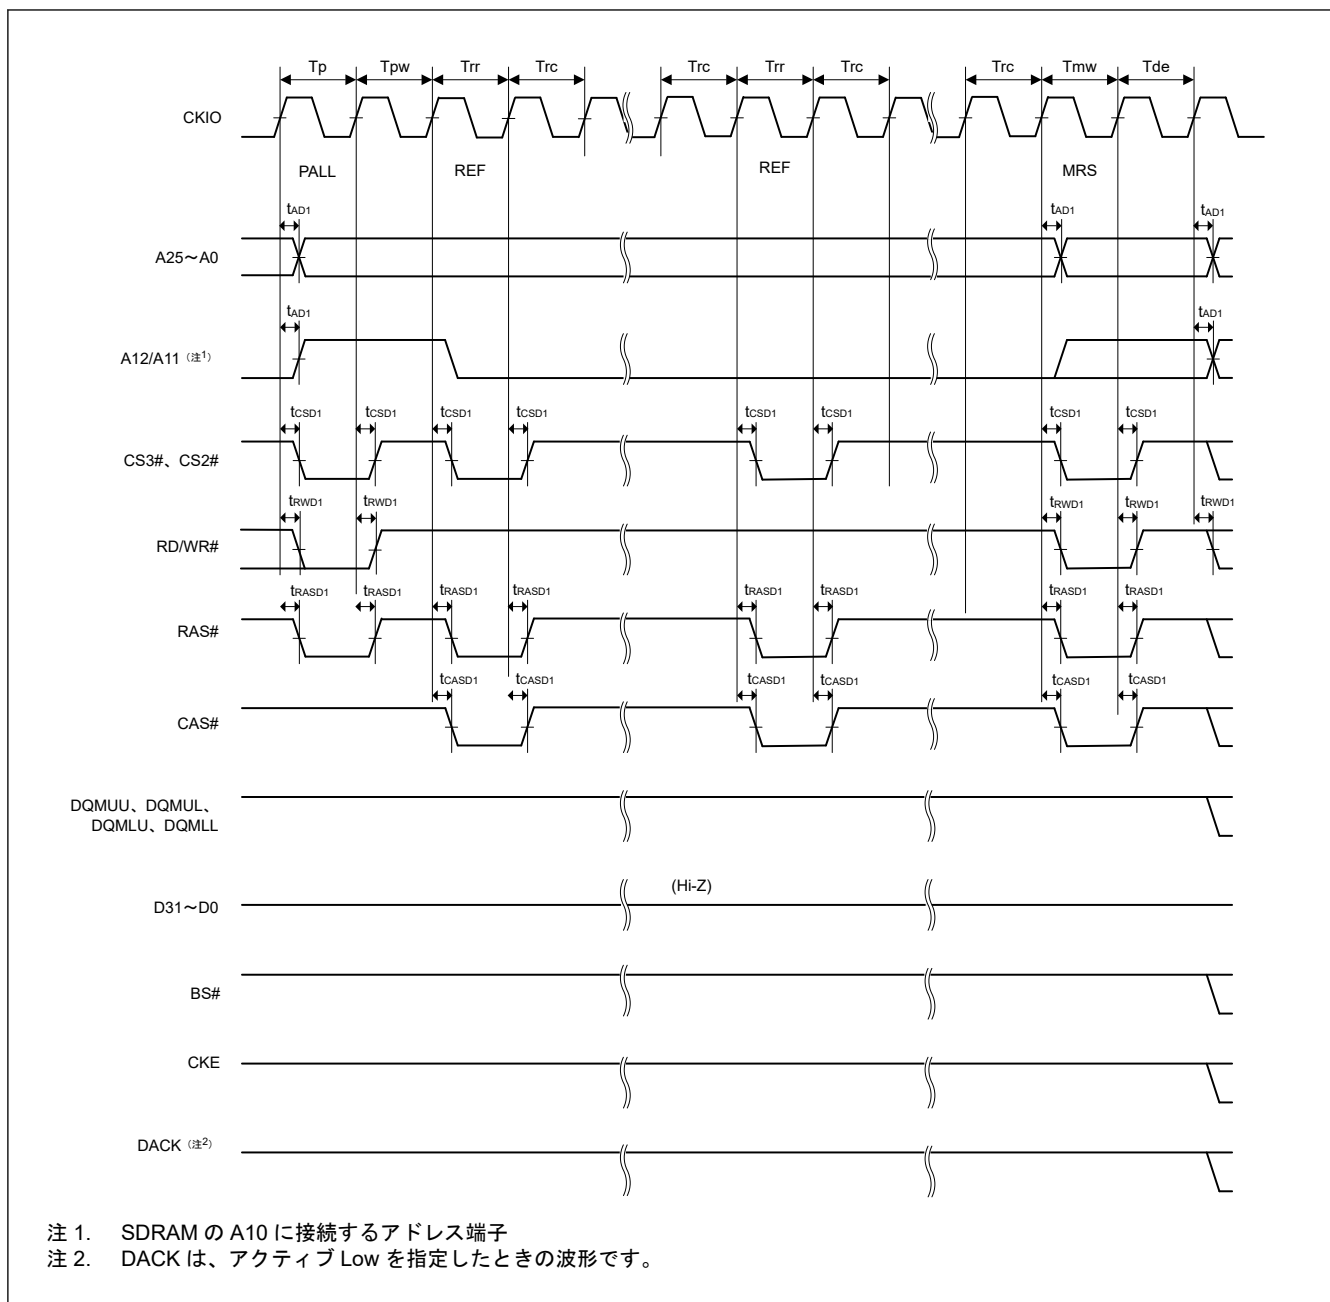 Tp Tpw Trr Trc Trc Trr Trc Trc Tmw Tde
CKIO
PALL REF REF MRS
tAD1 tAD1 tAD1
A25～A0
tAD1 tAD1
A12/A11（注1）
tCSD1 tCSD1 tCSD1 tCSD1 tCSD1 tCSD1 tCSD1 tCSD1
CS3#、CS2#
tRWD1 tRWD1 tRWD1 tRWD1 tRWD1
RD/WR#
tRASD1 tRASD1 tRASD1 tRASD1 tRASD1 tRASD1 tRASD1 tRASD1
RAS#
tCASD1 tCASD1 tCASD1 tCASD1 tCASD1 tCASD1
CAS#
DQMUU、DQMUL、
DQMLU、DQMLL
(Hi-Z)
D31～D0
BS#
CKE
DACK（注2）
注 1. SDRAM の A10 に接続するアドレス端子
注 2. DACK は、アクティブ Low を指定したときの波形です。